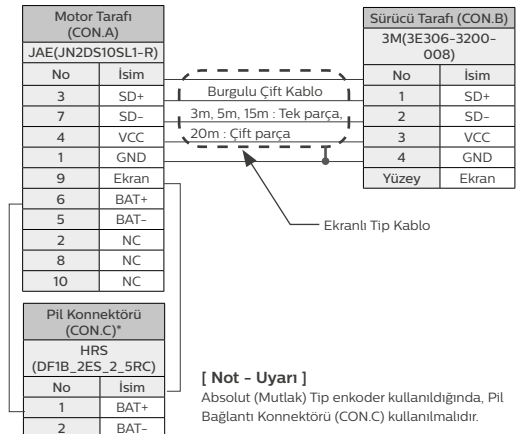 Motor Tarafı
(CON.A)
JAE(JN2DS10SL1-R)
No İsim
3 SD+
7 SD-
4 VCC
1 GND
9 Ekran
6 BAT+
5 BAT-
2 NC
8 NC
10 NC
Burgulu Çift Kablo
3m, 5m, 15m : Tek parça,
20m : Çift parça
Ekranlı Tip Kablo
Sürücü Tarafı (CON.B)
3M(3E306-3200-
008)
No İsim
1 SD+
2 SD-
3 VCC
4 GND
Yüzey Ekran
Pil Konnektörü
(CON.C)*
HRS
(DF1B_2ES_2_5RC)
No İsim
1 BAT+
2 BAT-
[ Not - Uyarı ]
Absolut (Mutlak) Tip enkoder kullanıldığında, Pil
Bağlantı Konnektörü (CON.C) kullanılmalıdır.